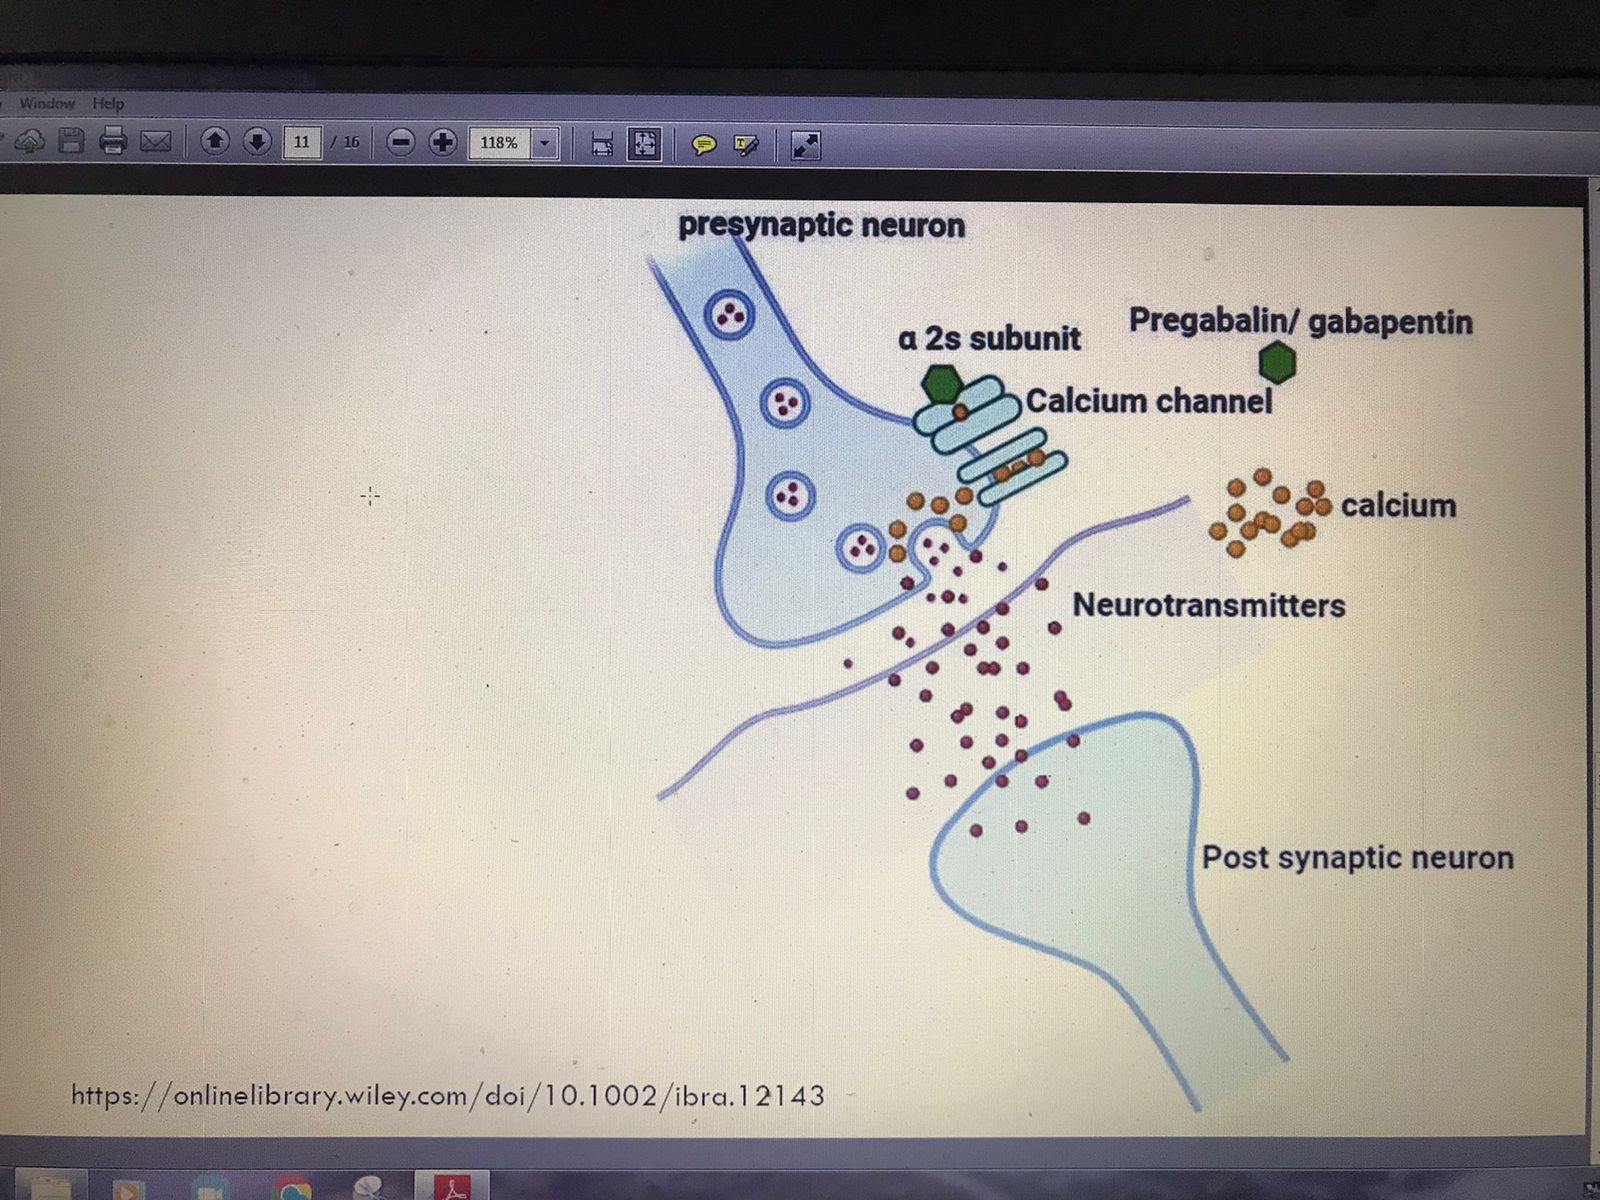 Window Help
11 / 16 118%
presynaptic neuron
α 2s subunit
Pregabalin/ gabapentin
Calcium channel
calcium
Neurotransmitters
Post synaptic neuron
https://onlinelibrary.wiley.com/doi/10.1002/ibra.12143